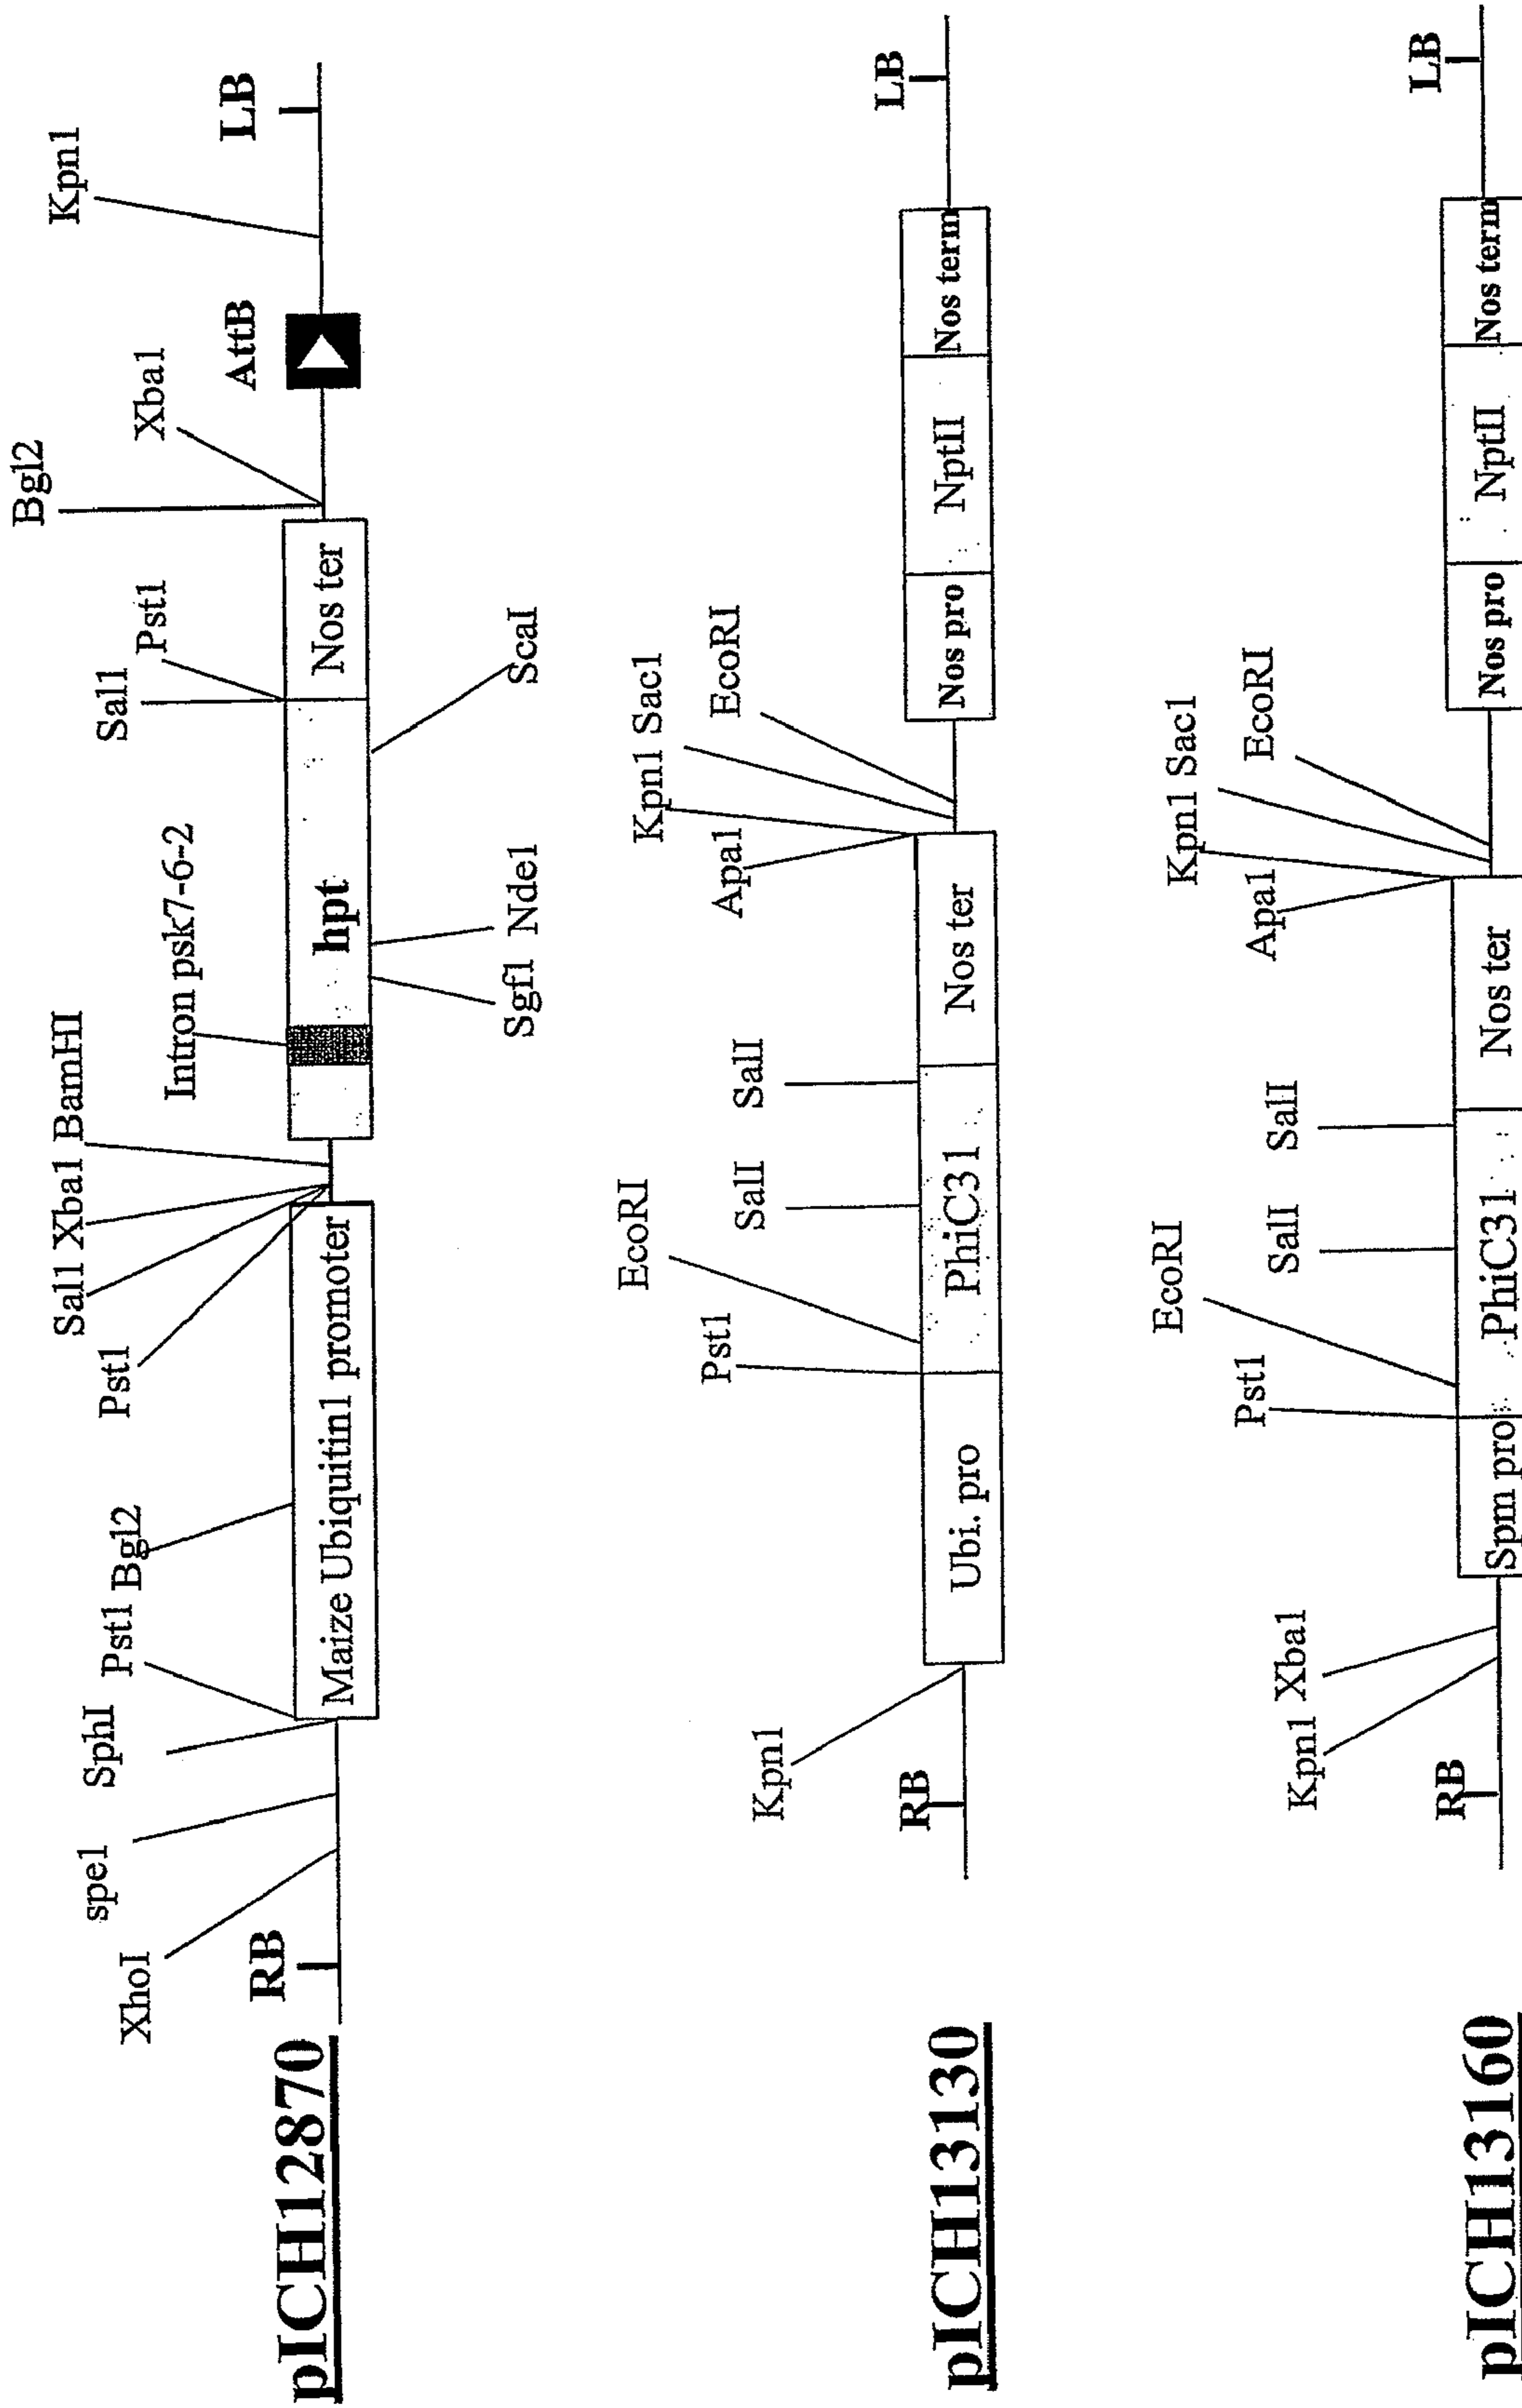 pICH12870
RB
XhoI
spe1
SphI
Pst1
Bgl2
Maize Ubiquitin1 promoter
Pst1
Sal1 Xba1 BamHI
Intron psk7-6-2
hpt
Sgf1 Nde1
ScaI
Sal1
Pst1
Nos ter
Bgl2
Xba1
AttB
Kpn1
LB
pICH13130
RB
Kpn1
Ubi. pro
Pst1
EcoRI
PhiC31
SalI
SalI
Nos ter
Apa1
Kpn1 Sac1
EcoRI
Nos pro
NptII
Nos term
LB
pICH13160
RB
Kpn1 Xba1
Spm pro
Pst1
EcoRI
PhiC31
SalI
SalI
Nos ter
Apa1
Kpn1 Sac1
EcoRI
Nos pro
NptII
Nos term
LB